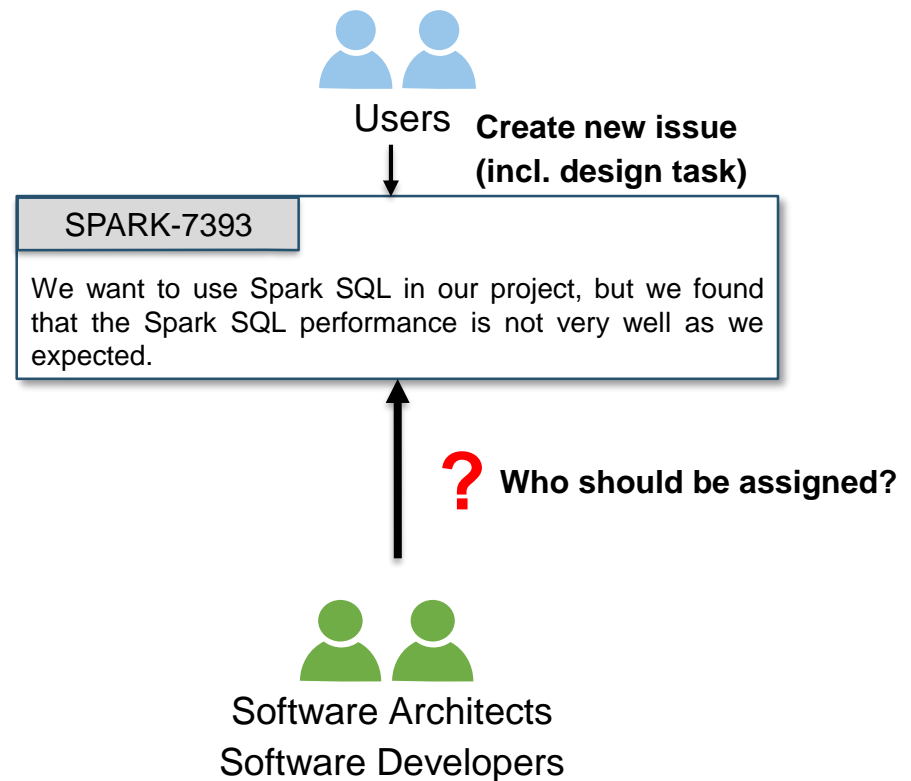 Users
Create new issue
(incl. design task)
SPARK-7393
We want to use Spark SQL in our project, but we found
that the Spark SQL performance is not very well as we
expected.
? Who should be assigned?
Software Architects
Software Developers